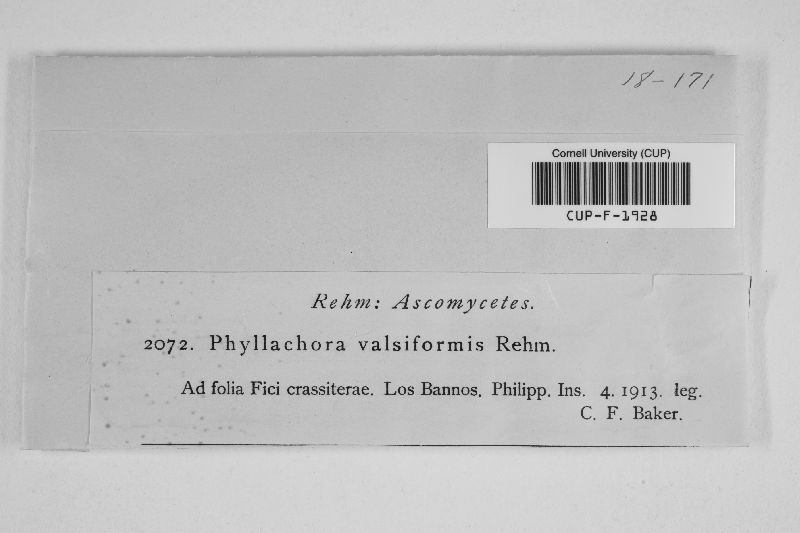 18-171
Cornell University (CUP)
CUP-F-1928
Rehm: Ascomycetes.
2072. Phyllachora valsiformis Rehm.
Ad folia Fici crassiterae. Los Bannos, Philipp. Ins. 4. 1913. leg.
C. F. Baker.